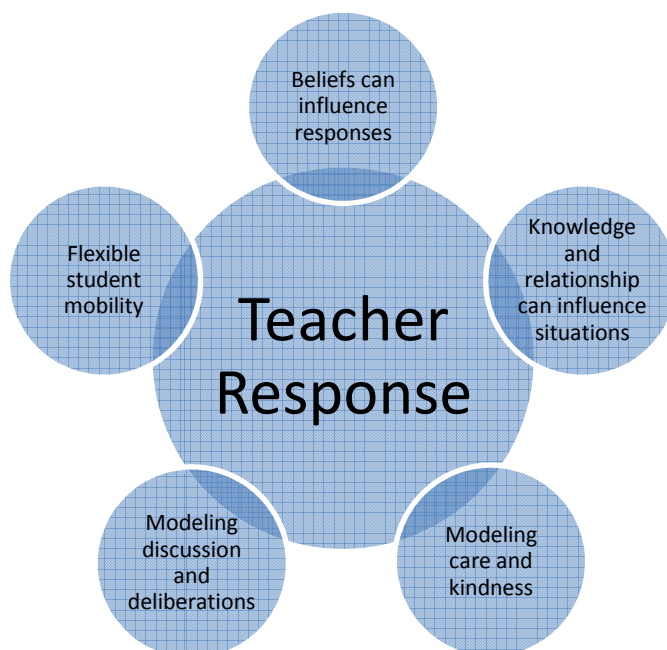 Beliefs can
influence
responses
Knowledge
and
relationship
can influence
situations
Flexible
student
mobility
Teacher
Response
Modeling
discussion
and
deliberations
Modeling
care and
kindness